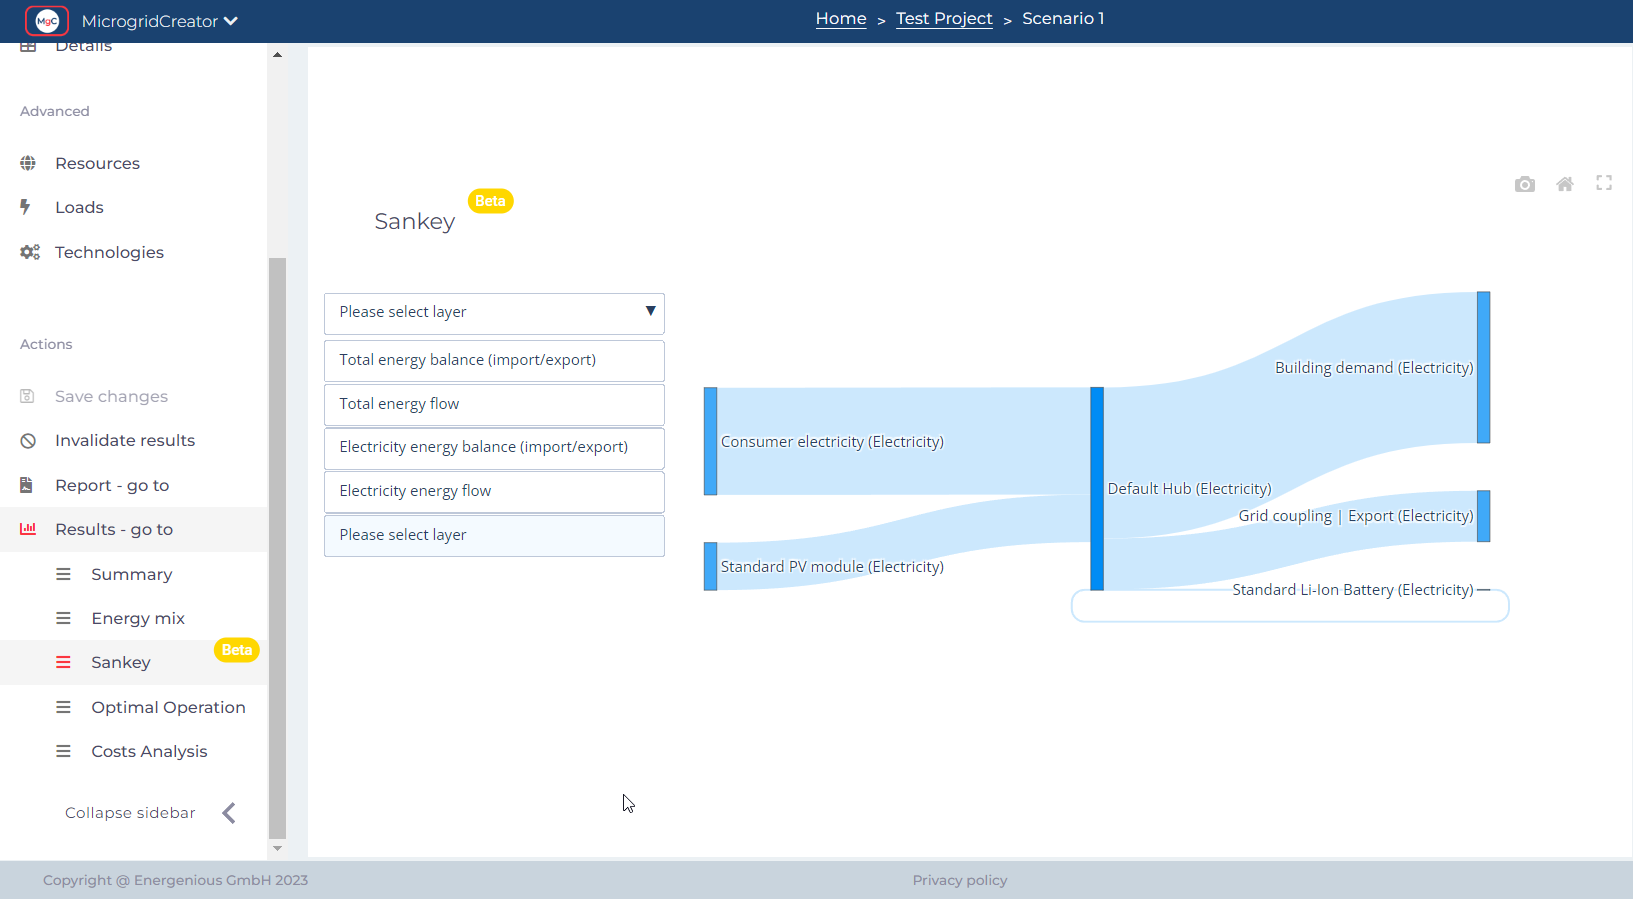 MgC
MicrogridCreator
Home > Test Project > Scenario 1
Details
Advanced
Resources
Loads
Technologies
Actions
Save changes
Invalidate results
Report - go to
Results - go to
Summary
Energy mix
Sankey
Beta
Optimal Operation
Costs Analysis
Collapse sidebar
Sankey
Beta
Please select layer
Total energy balance (import/export)
Total energy flow
Electricity energy balance (import/export)
Electricity energy flow
Please select layer
Consumer electricity (Electricity)
Standard PV module (Electricity)
Default Hub (Electricity)
Building demand (Electricity)
Grid coupling | Export (Electricity)
Standard Li-Ion Battery (Electricity)
Copyright @ Energenious GmbH 2023
Privacy policy